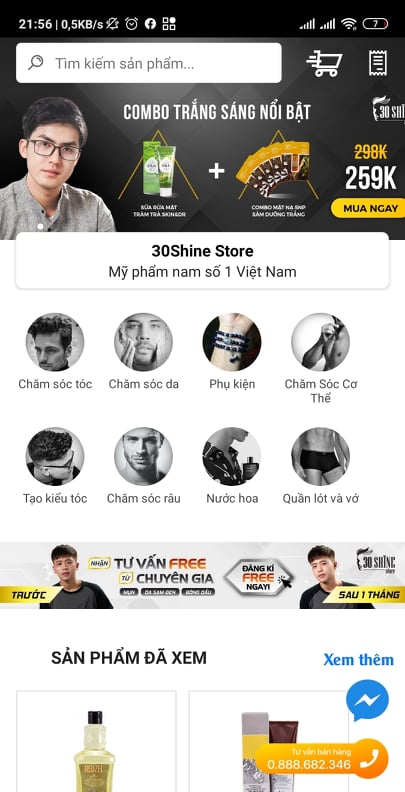 21:56 | 0,5KB/s
7
Tìm kiếm sản phẩm...
COMBO TRẮNG SÁNG NỔI BẬT
30 SHI
298K
259K
+
SỮA RỬA MẶT
TRÀM TRÀ SKIN&DR
COMBO MẶT NẠ SNP
SÂM DƯỠNG TRẮNG
MUA NGAY
30Shine Store
Mỹ phẩm nam số 1 Việt Nam
Chăm sóc tóc
Chăm sóc da
Phụ kiện
Chăm Sóc Cơ
Thể
Tạo kiểu tóc
Chăm sóc râu
Nước hoa
Quần lót và vớ
NHẬN TƯ VẤN FREE
TỪ CHUYÊN GIA
MỤN DA SẠM ĐEN ĐÔNG DẦU
ĐĂNG KÍ
FREE
NGAY!
30 SHINE
store
TRƯỚC
SAU 1 THÁNG
SẢN PHẨM ĐÃ XEM
Xem thêm
REUZEL
Tư vấn bán hàng
0.888.682.346